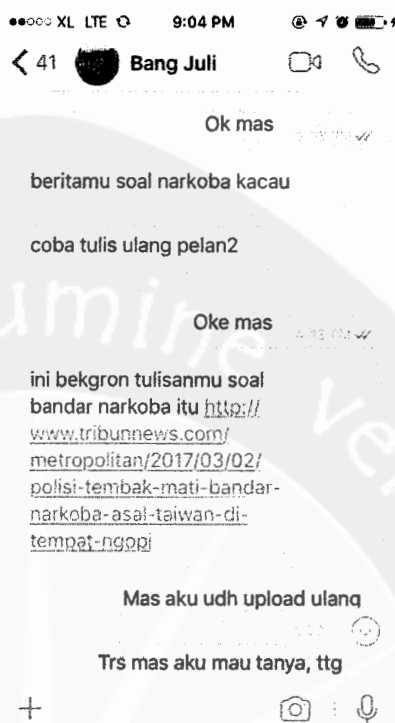 XL LTE 9:04 PM
41 Bang Juli
Ok mas
beritamu soal narkoba kacau
coba tulis ulang pelan2
Oke mas
ini bekgron tulisanmu soal
bandar narkoba itu http://
www.tribunnews.com/
metropolitan/2017/03/02/
polisi-tembak-mati-bandar-
narkoba-asal-taiwan-di-
tempat-ngopi
Mas aku udh upload ulang
Trs mas aku mau tanya, ttg